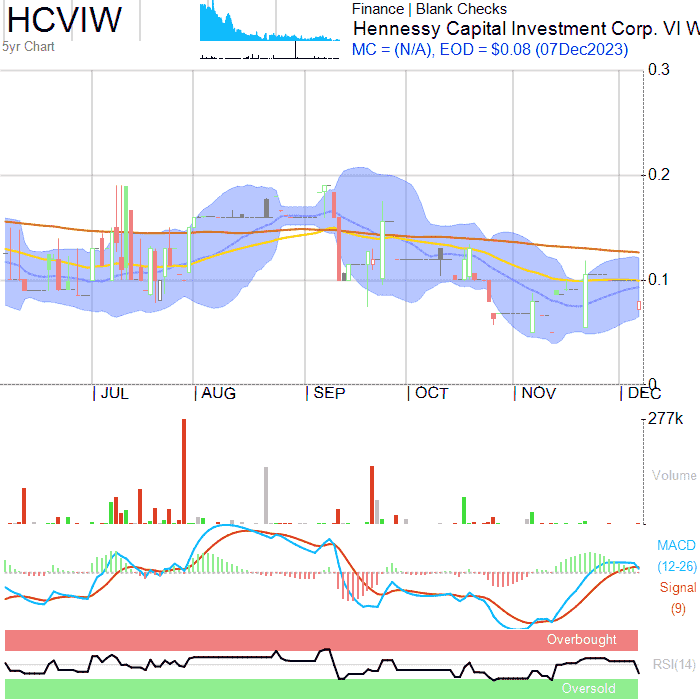 HCVIW
5yr Chart
Finance | Blank Checks
Hennessy Capital Investment Corp. VI W
MC = (N/A), EOD = $0.08 (07Dec2023)
0.3
0.2
0.1
0
JUL
AUG
SEP
OCT
NOV
DEC
277k
Volume
MACD
(12-26)
Signal
(9)
Overbought
RSI(14)
Oversold